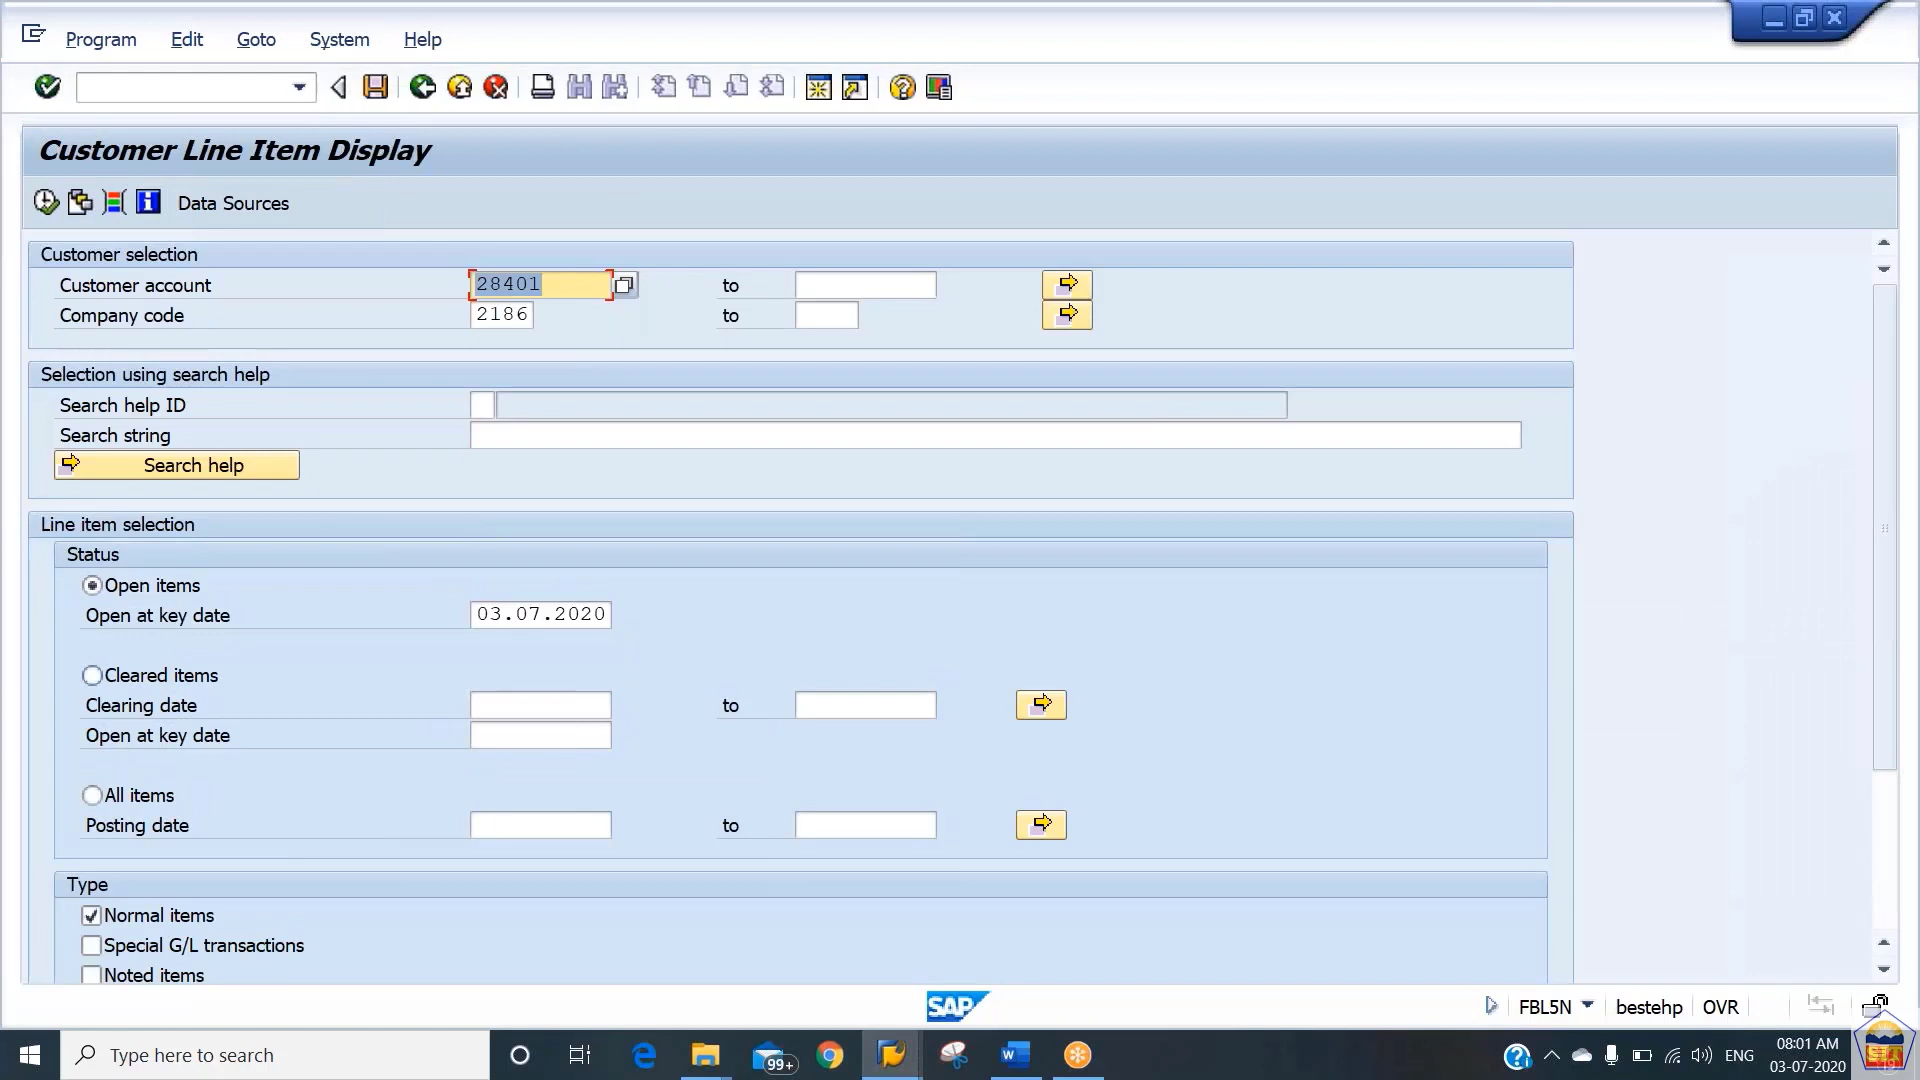 Program Edit Goto System Help
Customer Line Item Display
Data Sources
Customer selection
Customer account 28401 to
Company code 2186 to
Selection using search help
Search help ID
Search string
Search help
Line item selection
Status
Open items
Open at key date 03.07.2020
Cleared items
Clearing date to
Open at key date
All items
Posting date to
Type
Normal items
Special G/L transactions
Noted items
SAP FBL5N bestehp OVR
Type here to search 99+ ENG 08:01 AM
03-07-2020